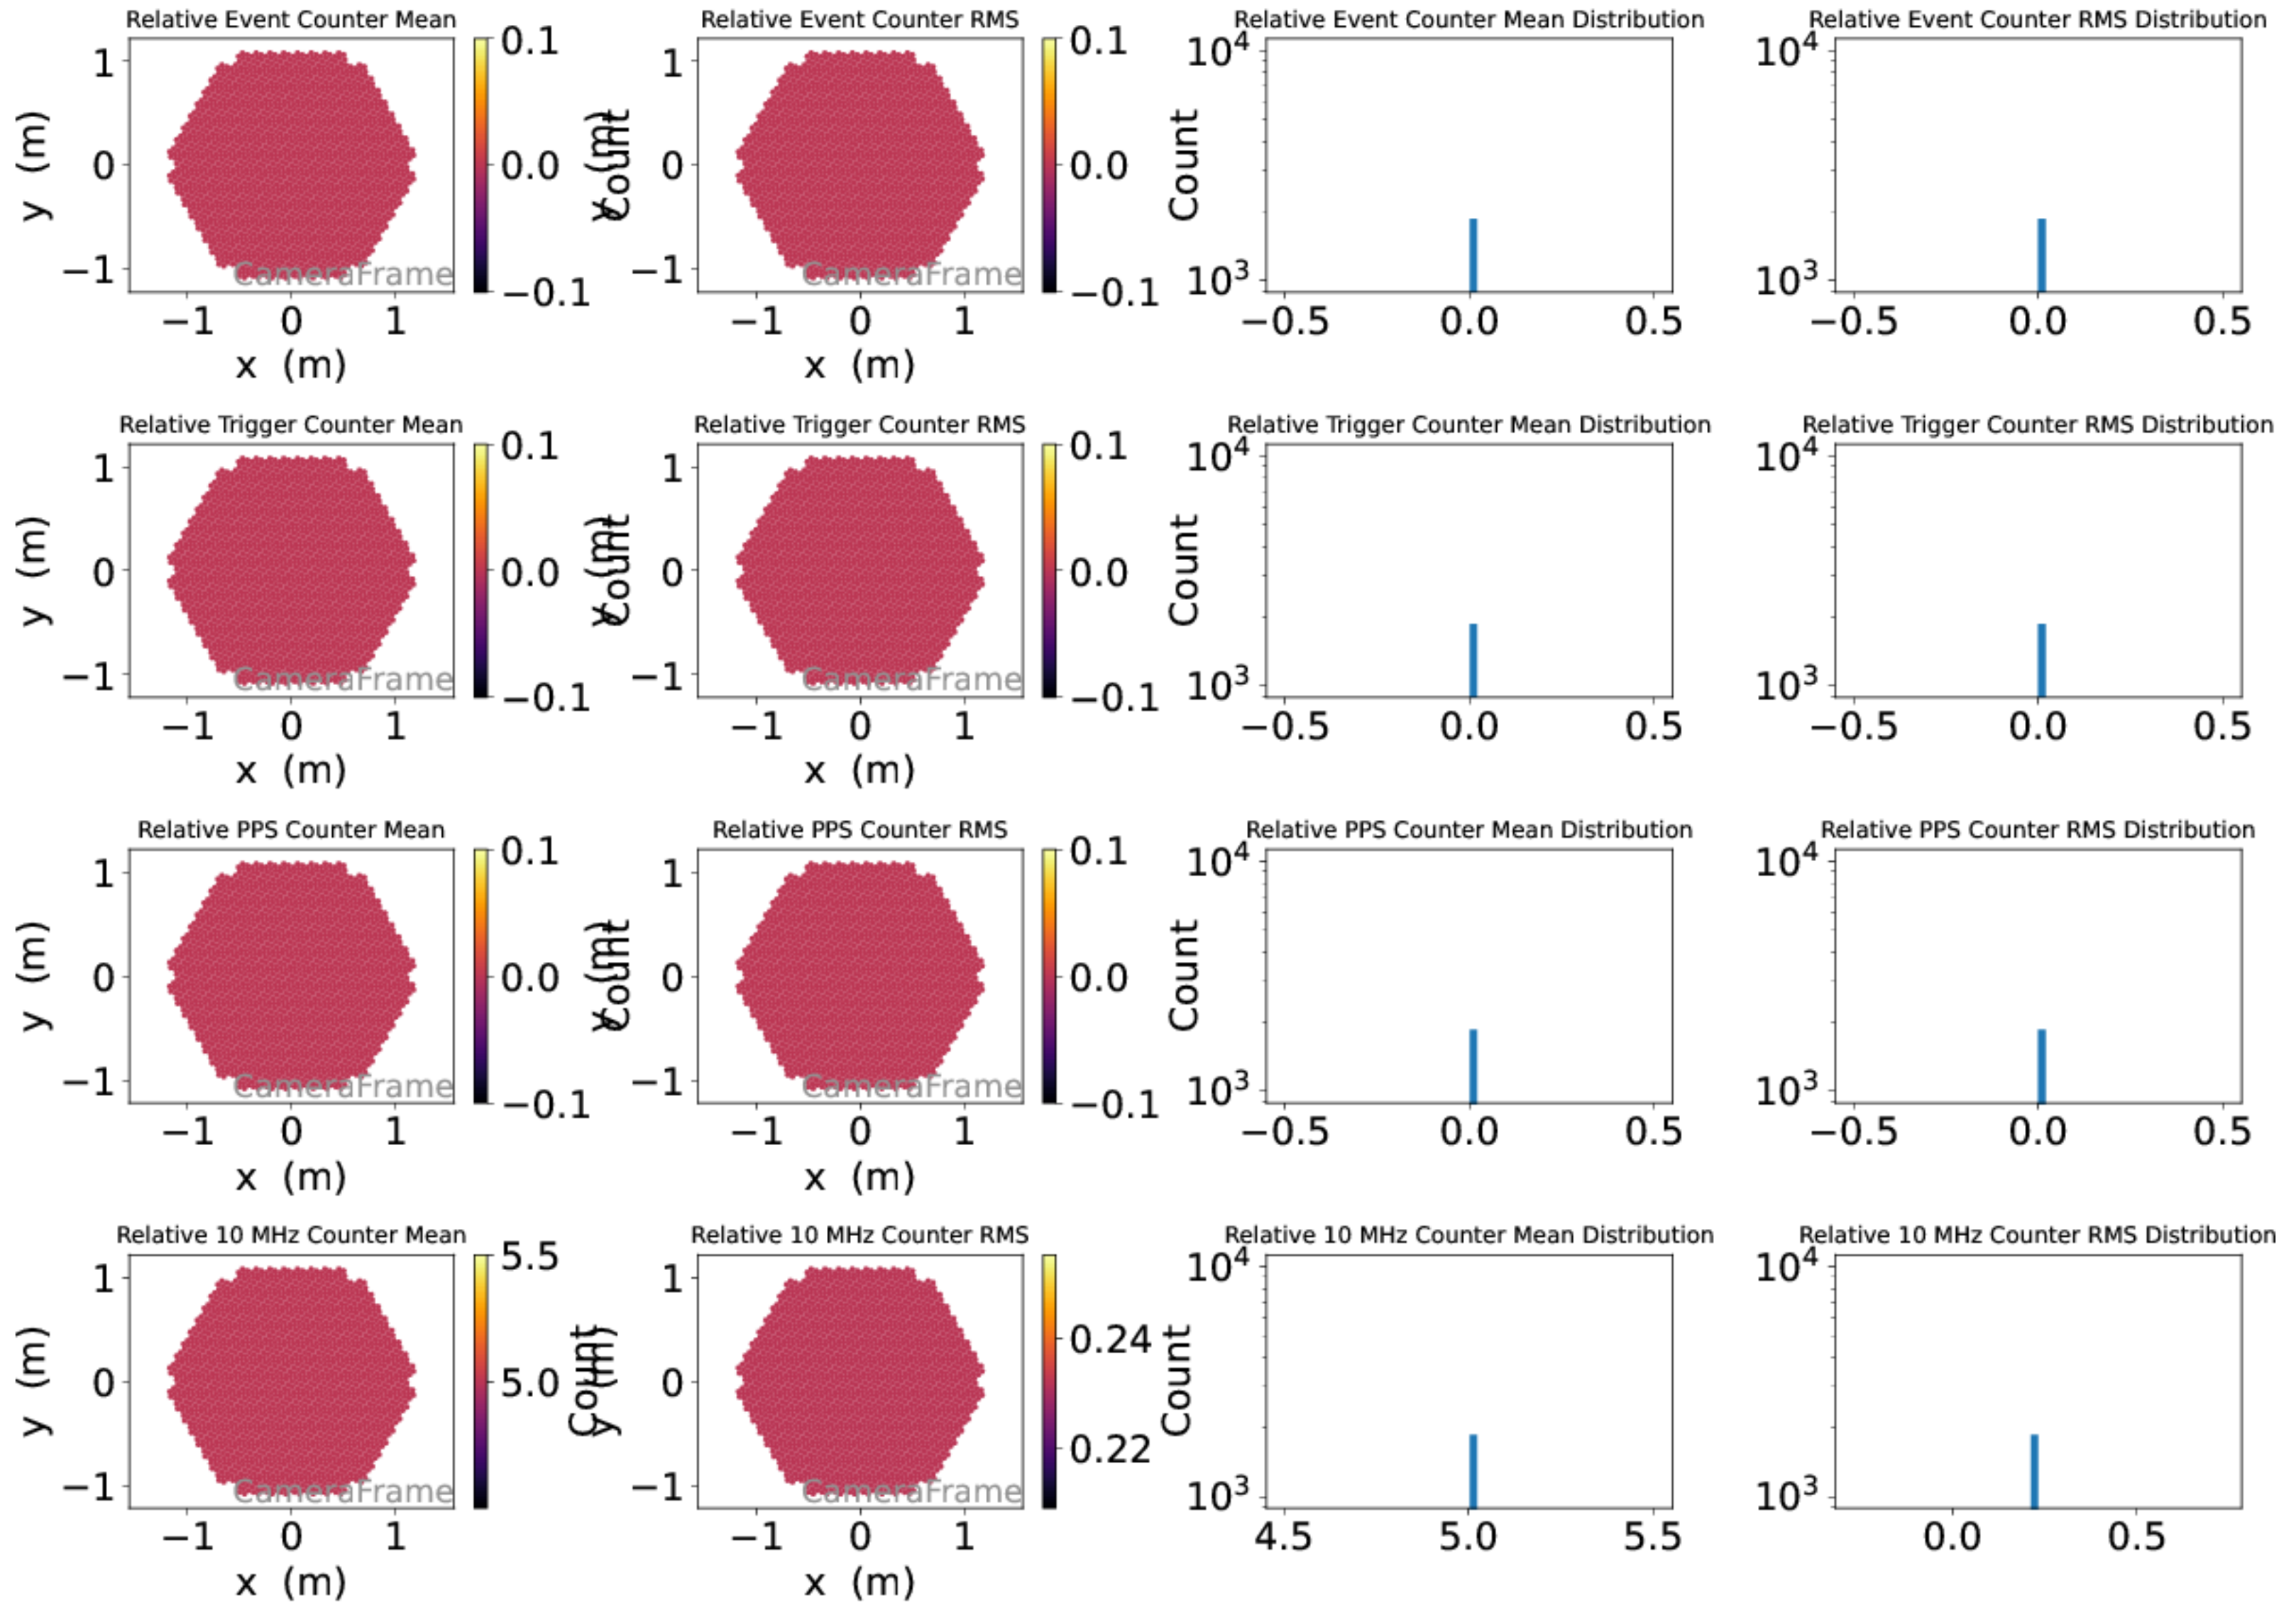 Relative Event Counter Mean
Relative Event Counter RMS
Relative Event Counter Mean Distribution
Relative Event Counter RMS Distribution
y (m)
1
0
−1
CameraFrame
−1 0 1
x (m)
0.1
0.0
−0.1
Count
y (m)
1
0
−1
CameraFrame
−1 0 1
x (m)
0.1
0.0
−0.1
Count
10⁴
10³
−0.5 0.0 0.5
10⁴
10³
−0.5 0.0 0.5
Relative Trigger Counter Mean
Relative Trigger Counter RMS
Relative Trigger Counter Mean Distribution
Relative Trigger Counter RMS Distribution
y (m)
1
0
−1
CameraFrame
−1 0 1
x (m)
0.1
0.0
−0.1
Count
y (m)
1
0
−1
CameraFrame
−1 0 1
x (m)
0.1
0.0
−0.1
Count
10⁴
10³
−0.5 0.0 0.5
10⁴
10³
−0.5 0.0 0.5
Relative PPS Counter Mean
Relative PPS Counter RMS
Relative PPS Counter Mean Distribution
Relative PPS Counter RMS Distribution
y (m)
1
0
−1
CameraFrame
−1 0 1
x (m)
0.1
0.0
−0.1
Count
y (m)
1
0
−1
CameraFrame
−1 0 1
x (m)
0.1
0.0
−0.1
Count
10⁴
10³
−0.5 0.0 0.5
10⁴
10³
−0.5 0.0 0.5
Relative 10 MHz Counter Mean
Relative 10 MHz Counter RMS
Relative 10 MHz Counter Mean Distribution
Relative 10 MHz Counter RMS Distribution
y (m)
1
0
−1
CameraFrame
−1 0 1
x (m)
5.5
5.0
Count
y (m)
1
0
−1
CameraFrame
−1 0 1
x (m)
0.24
0.22
Count
10⁴
10³
4.5 5.0 5.5
10⁴
10³
0.0 0.5